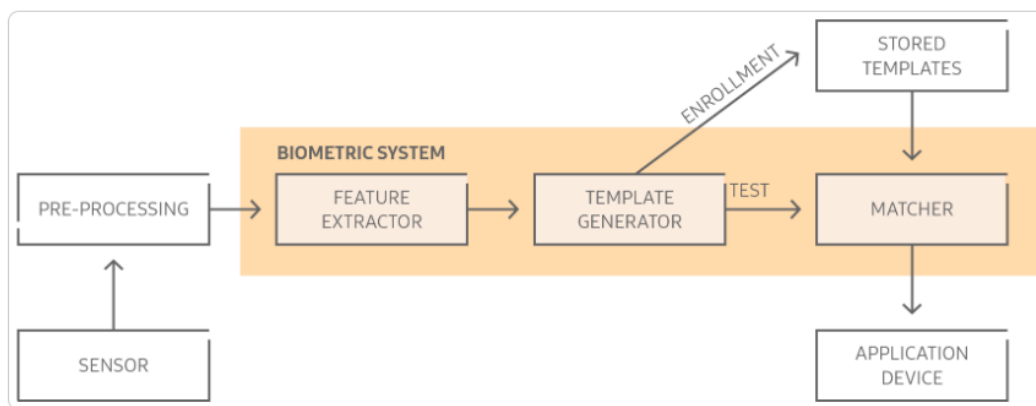 STORED
TEMPLATES
ENROLLMENT
BIOMETRIC SYSTEM
PRE-PROCESSING
FEATURE
EXTRACTOR
TEMPLATE
GENERATOR
TEST
MATCHER
SENSOR
APPLICATION
DEVICE